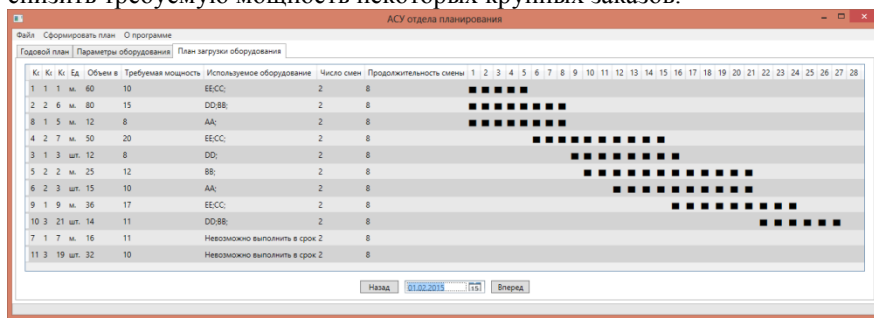 снизить требуемую мощность некоторых крупных заказов.
АСУ отдела планирования
Файл Сформировать план О программе
Годовой план Параметры оборудования План загрузки оборудования
Кс Кс Кс Ед Объем в Требуемая мощность Используемое оборудование Число смен Продолжительность смены 1 2 3 4 5 6 7 8 9 10 11 12 13 14 15 16 17 18 19 20 21 22 23 24 25 26 27 28
1 1 1 м. 60 10 EE;CC; 2 8
2 2 6 м. 80 15 DD;BB; 2 8
8 1 5 м. 12 8 AA; 2 8
4 2 7 м. 50 20 EE;CC; 2 8
3 1 3 шт. 12 8 DD; 2 8
5 2 2 м. 25 12 BB; 2 8
6 2 3 шт. 15 10 AA; 2 8
9 1 9 м. 36 17 EE;CC; 2 8
10 3 21 шт. 14 11 DD;BB; 2 8
7 1 7 м. 16 11 Невозможно выполнить в срок 2 8
11 3 19 шт. 32 10 Невозможно выполнить в срок 2 8
Назад 01.02.2015 15 Вперед